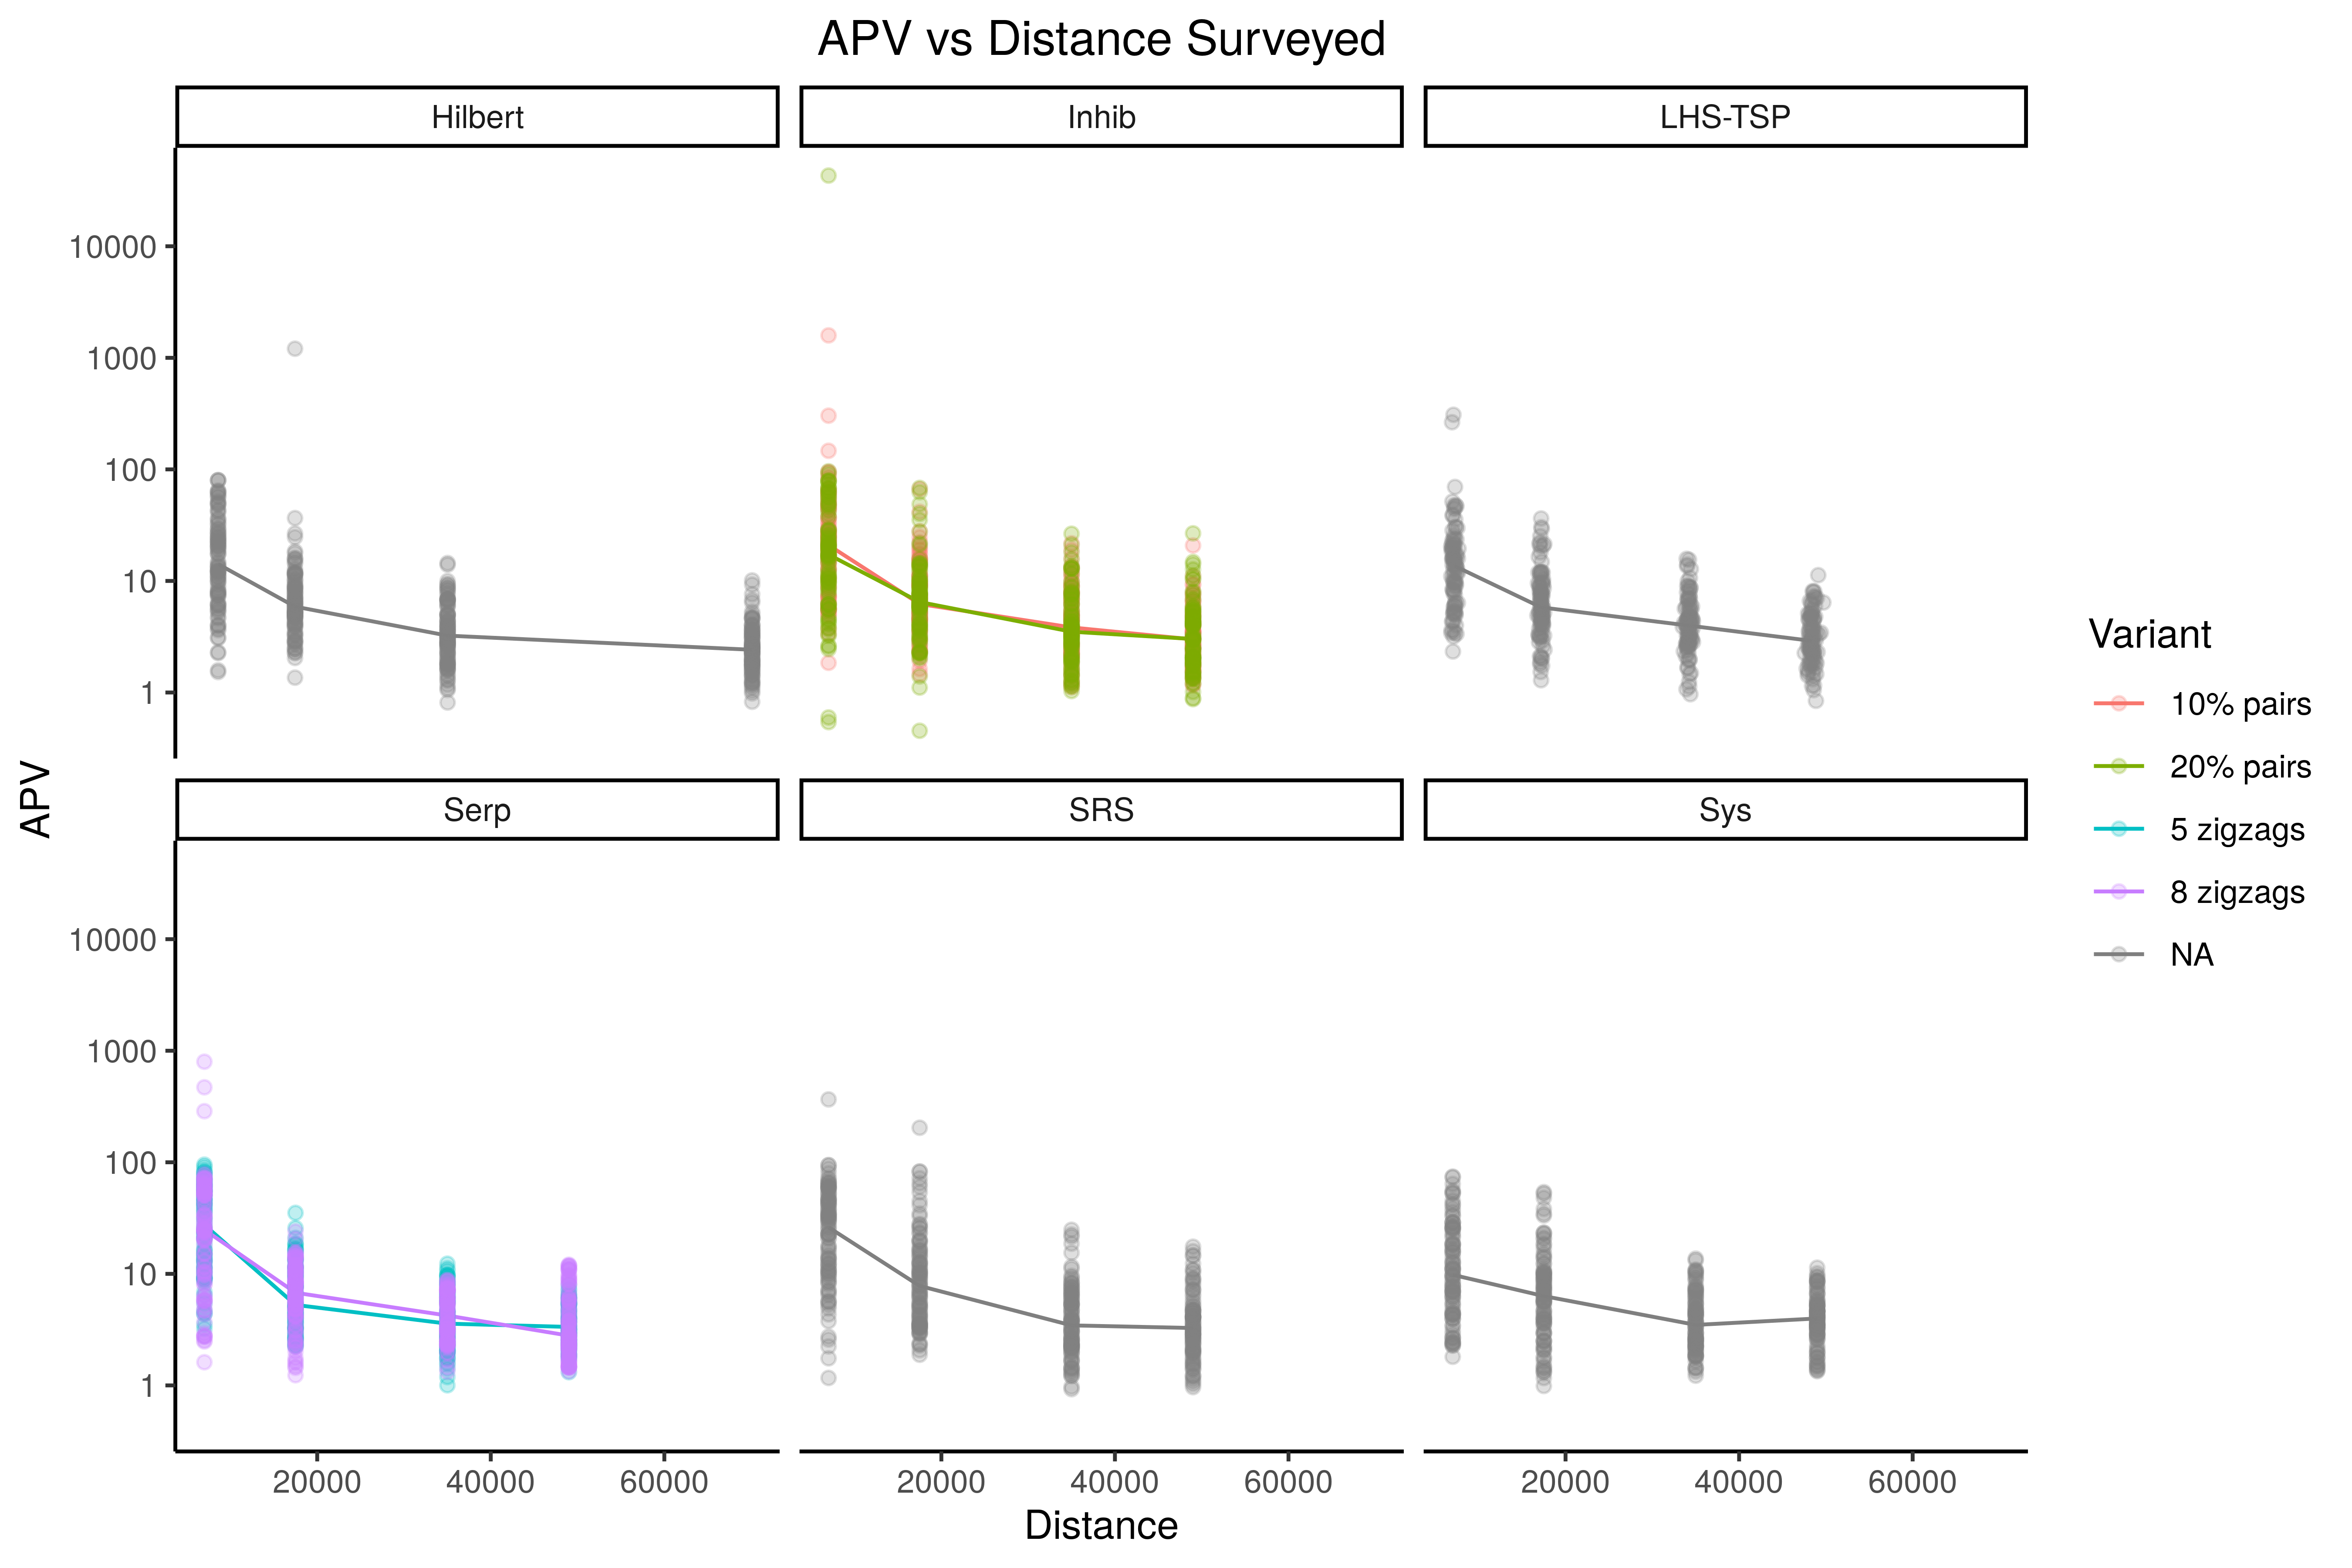 APV vs Distance Surveyed
Hilbert
Inhib
LHS-TSP
10000
1000
100
10
1
APV
Serp
SRS
Sys
10000
1000
100
10
1
20000 40000 60000
20000 40000 60000
20000 40000 60000
Distance
Variant
10% pairs
20% pairs
5 zigzags
8 zigzags
NA